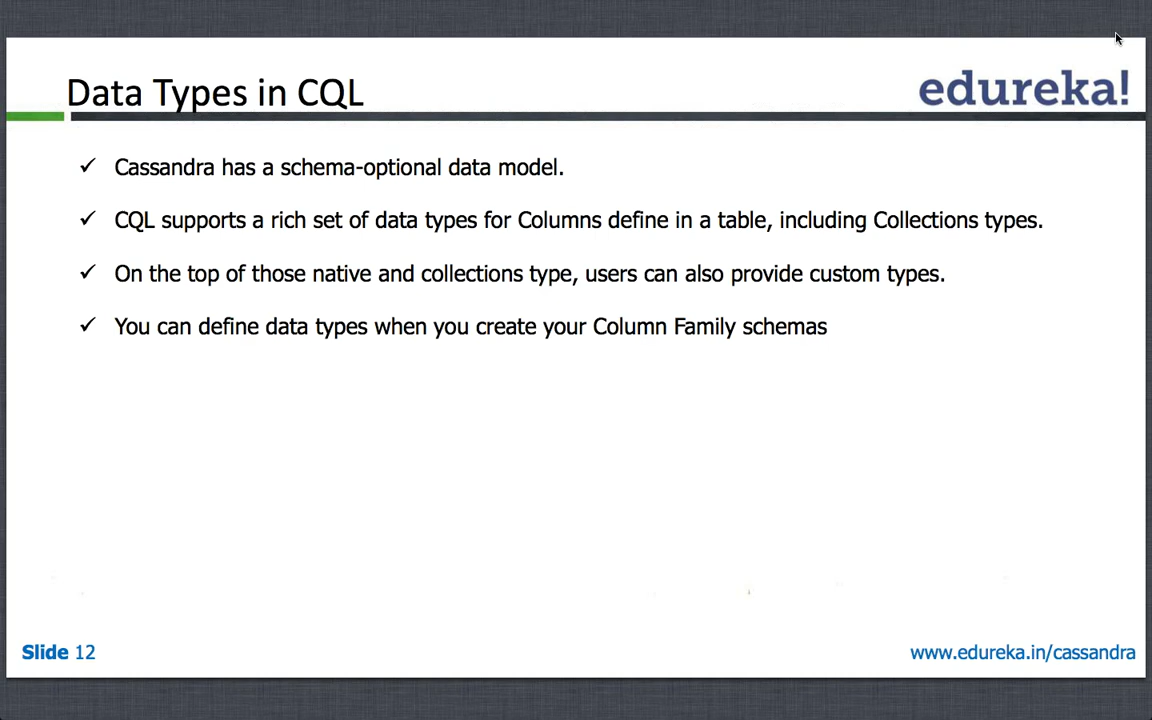 Data Types in CQL
edureka!
Cassandra has a schema-optional data model.
CQL supports a rich set of data types for Columns define in a table, including Collections types.
On the top of those native and collections type, users can also provide custom types.
You can define data types when you create your Column Family schemas
Slide 12
www.edureka.in/cassandra